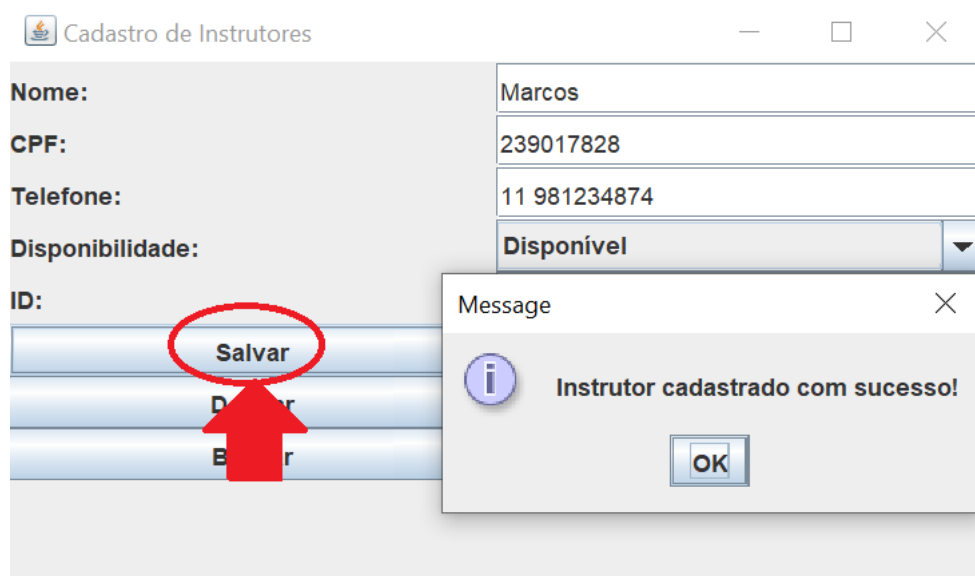 Cadastro de Instrutores
Nome: Marcos
CPF: 239017828
Telefone: 11 981234874
Disponibilidade: Disponível
ID:
Message
Salvar
Instrutor cadastrado com sucesso!
OK